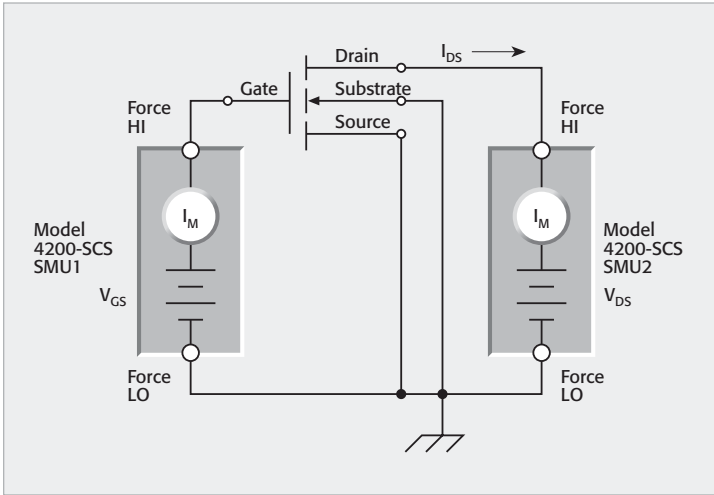 Drain
I_DS
Gate
Substrate
Source
Force
HI
Force
HI
I_M
I_M
Model
4200-SCS
SMU1
Model
4200-SCS
SMU2
V_GS
V_DS
Force
LO
Force
LO